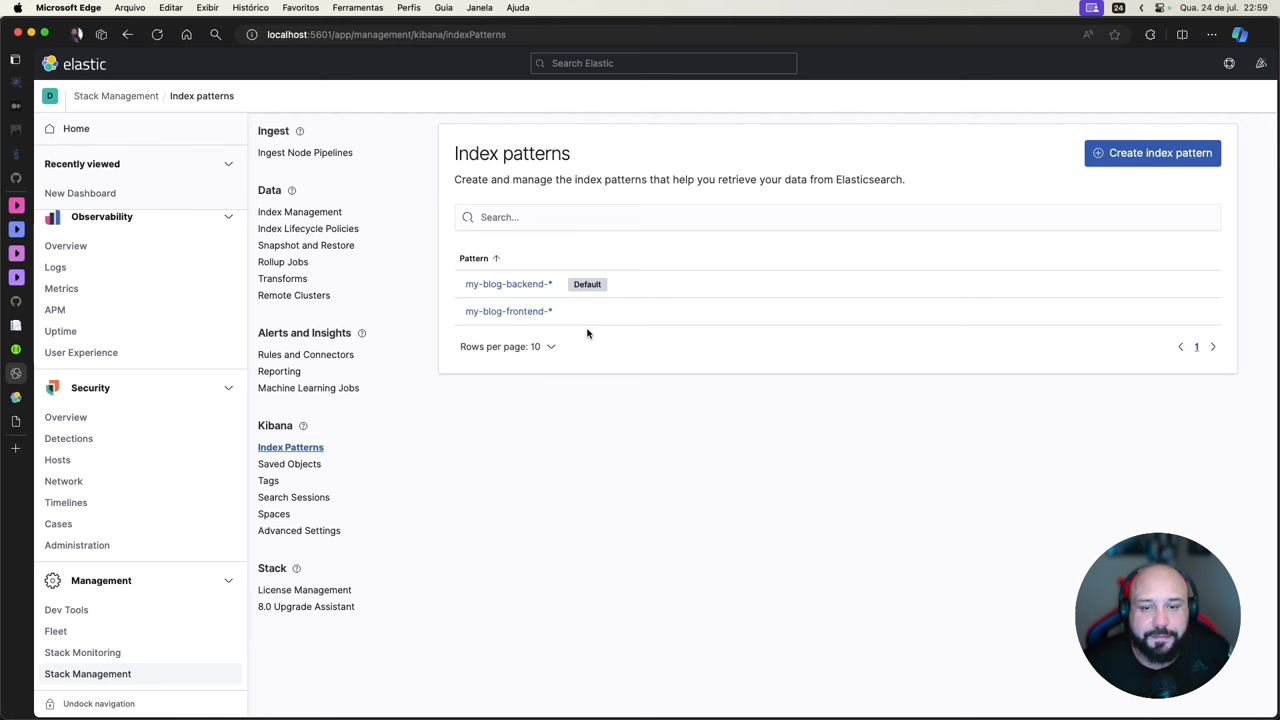 Microsoft Edge Arquivo Editar Exibir Histórico Favoritos Ferramentas Perfis Guia Janela Ajuda 24 Qua. 24 de jul. 22:59
localhost:5601/app/management/kibana/indexPatterns
elastic
Search Elastic
D Stack Management / Index patterns
Home
Recently viewed
New Dashboard
Observability
Overview
Logs
Metrics
APM
Uptime
User Experience
Security
Overview
Detections
Hosts
Network
Timelines
Cases
Administration
Management
Dev Tools
Fleet
Stack Monitoring
Stack Management
Undock navigation
Ingest
Ingest Node Pipelines
Data
Index Management
Index Lifecycle Policies
Snapshot and Restore
Rollup Jobs
Transforms
Remote Clusters
Alerts and Insights
Rules and Connectors
Reporting
Machine Learning Jobs
Kibana
Index Patterns
Saved Objects
Tags
Search Sessions
Spaces
Advanced Settings
Stack
License Management
8.0 Upgrade Assistant
Index patterns
Create index pattern
Create and manage the index patterns that help you retrieve your data from Elasticsearch.
Search...
Pattern
my-blog-backend-* Default
my-blog-frontend-*
Rows per page: 10
1